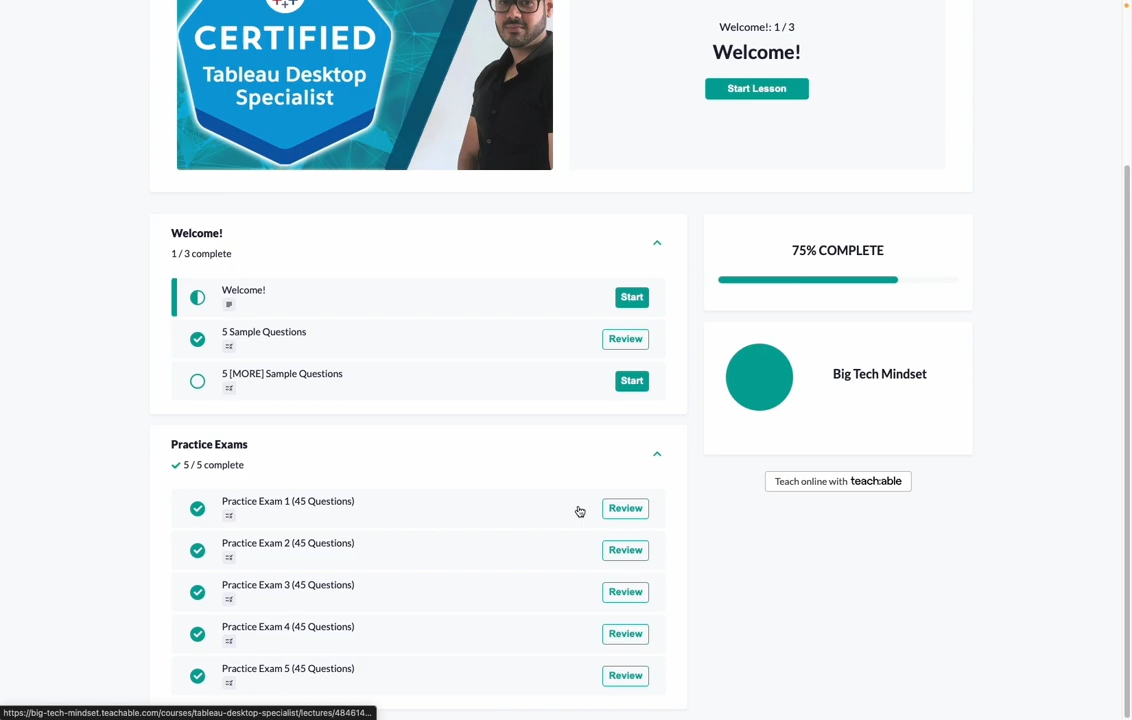 CERTIFIED
Tableau Desktop
Specialist
Welcome!: 1 / 3
Welcome!
Start Lesson
Welcome!
1 / 3 complete
Welcome!
Start
5 Sample Questions
Review
5 [MORE] Sample Questions
Start
75% COMPLETE
Big Tech Mindset
Teach online with teach:able
Practice Exams
5 / 5 complete
Practice Exam 1 (45 Questions)
Review
Practice Exam 2 (45 Questions)
Review
Practice Exam 3 (45 Questions)
Review
Practice Exam 4 (45 Questions)
Review
Practice Exam 5 (45 Questions)
Review
https://big-tech-mindset.teachable.com/courses/tableau-desktop-specialist/lectures/484614...